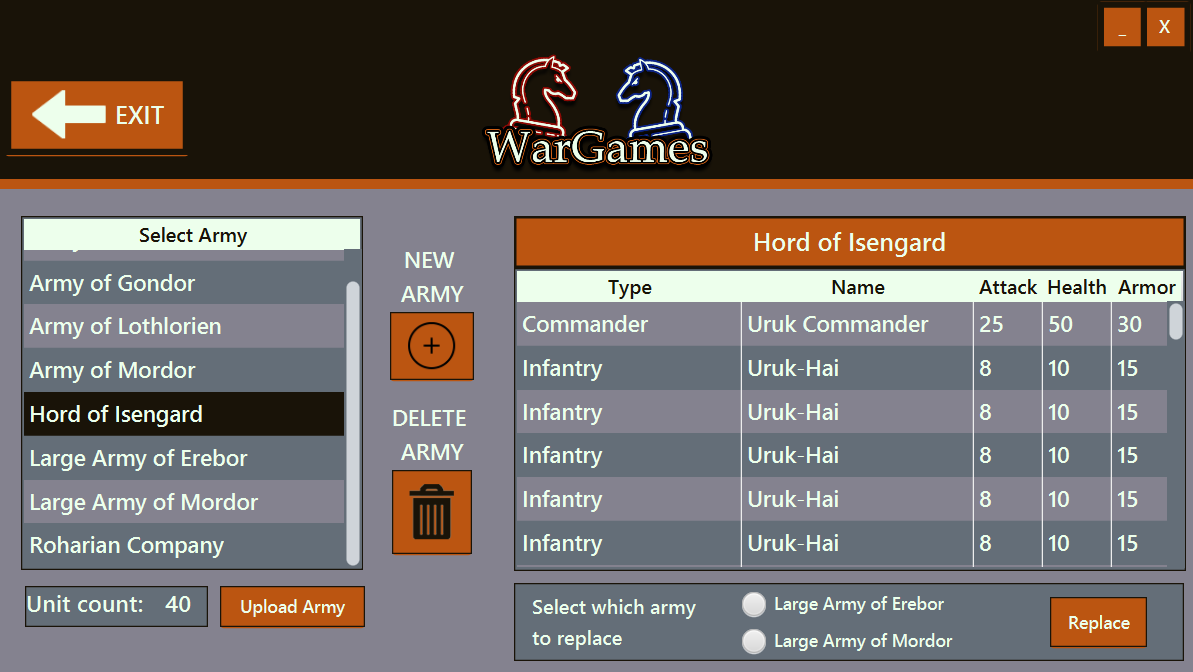 _ X
EXIT
WarGames
Select Army
Army of Gondor
Army of Lothlorien
Army of Mordor
Hord of Isengard
Large Army of Erebor
Large Army of Mordor
Roharian Company
Unit count: 40
Upload Army
NEW
ARMY
DELETE
ARMY
Hord of Isengard
Type Name Attack Health Armor
Commander Uruk Commander 25 50 30
Infantry Uruk-Hai 8 10 15
Infantry Uruk-Hai 8 10 15
Infantry Uruk-Hai 8 10 15
Infantry Uruk-Hai 8 10 15
Infantry Uruk-Hai 8 10 15
Select which army
to replace
Large Army of Erebor
Large Army of Mordor
Replace